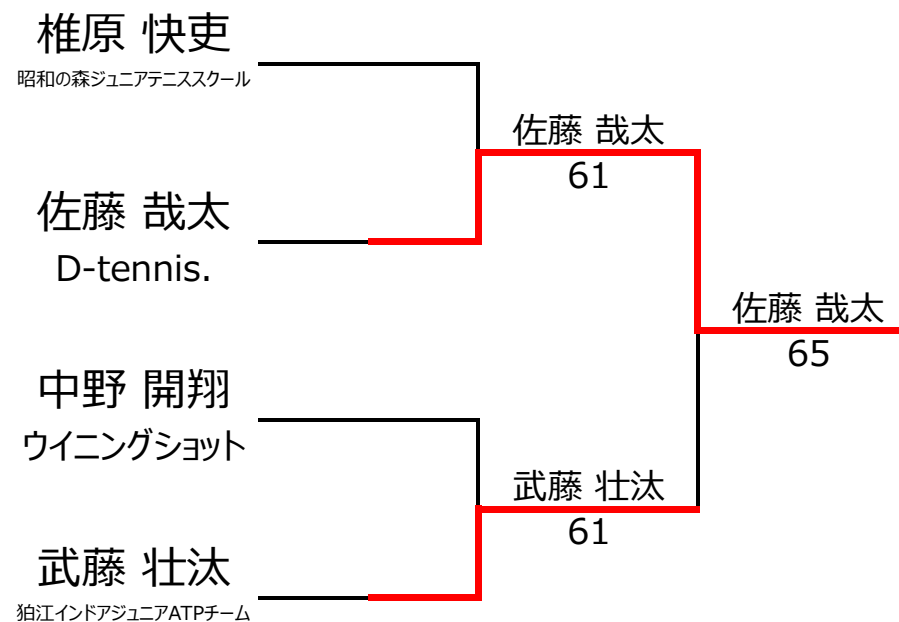 椎原 快吏
昭和の森ジュニアテニススクール
佐藤 哉太
61
佐藤 哉太
D-tennis.
佐藤 哉太
65
中野 開翔
ウイニングショット
武藤 壮汰
61
武藤 壮汰
狛江インドアジュニアATPチーム